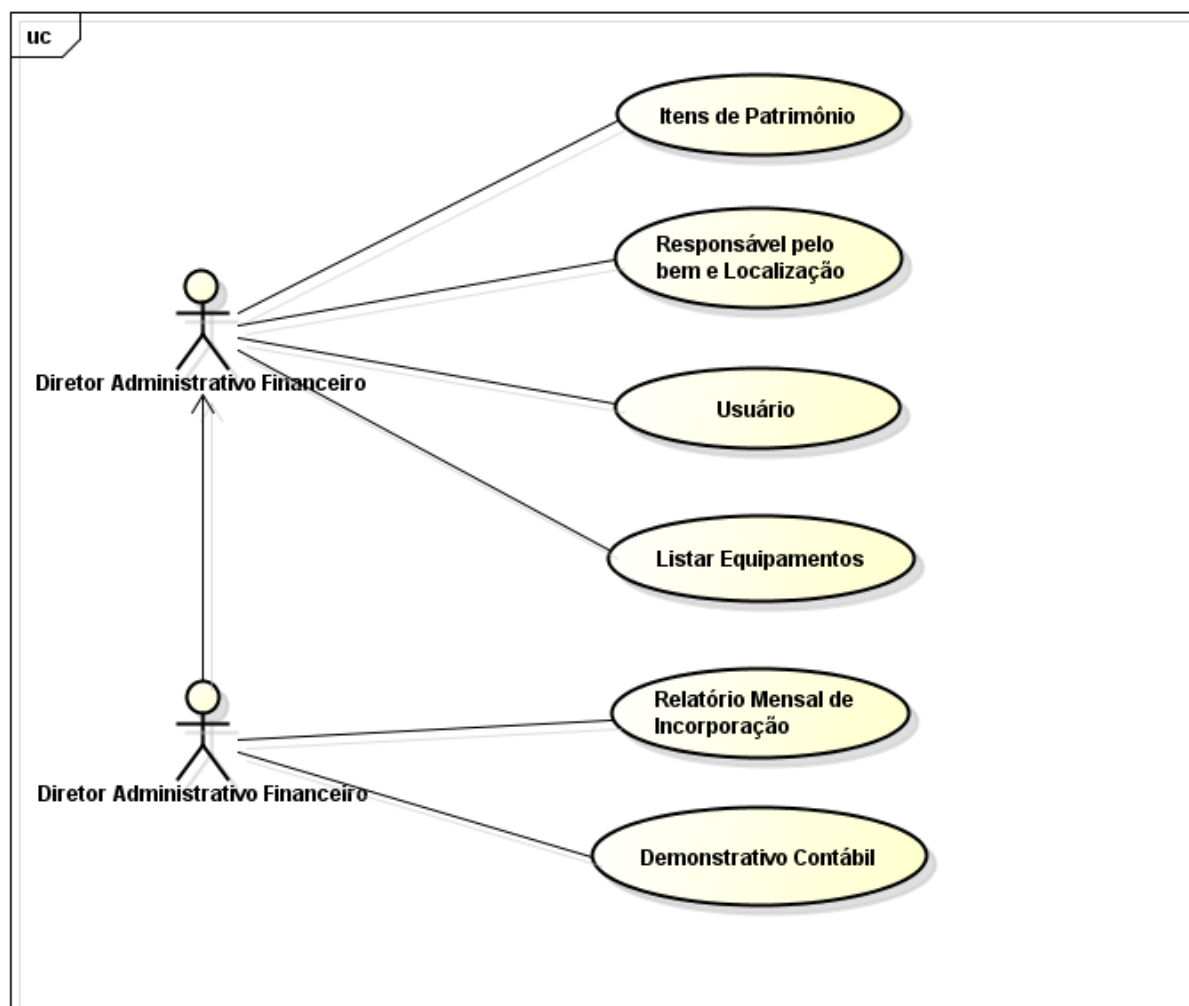 uc
Itens de Patrimônio
Responsável pelo
bem e Localização
Diretor Administrativo Financeiro
Usuário
Listar Equipamentos
Relatório Mensal de
Incorporação
Diretor Administrativo Financeiro
Demonstrativo Contábil